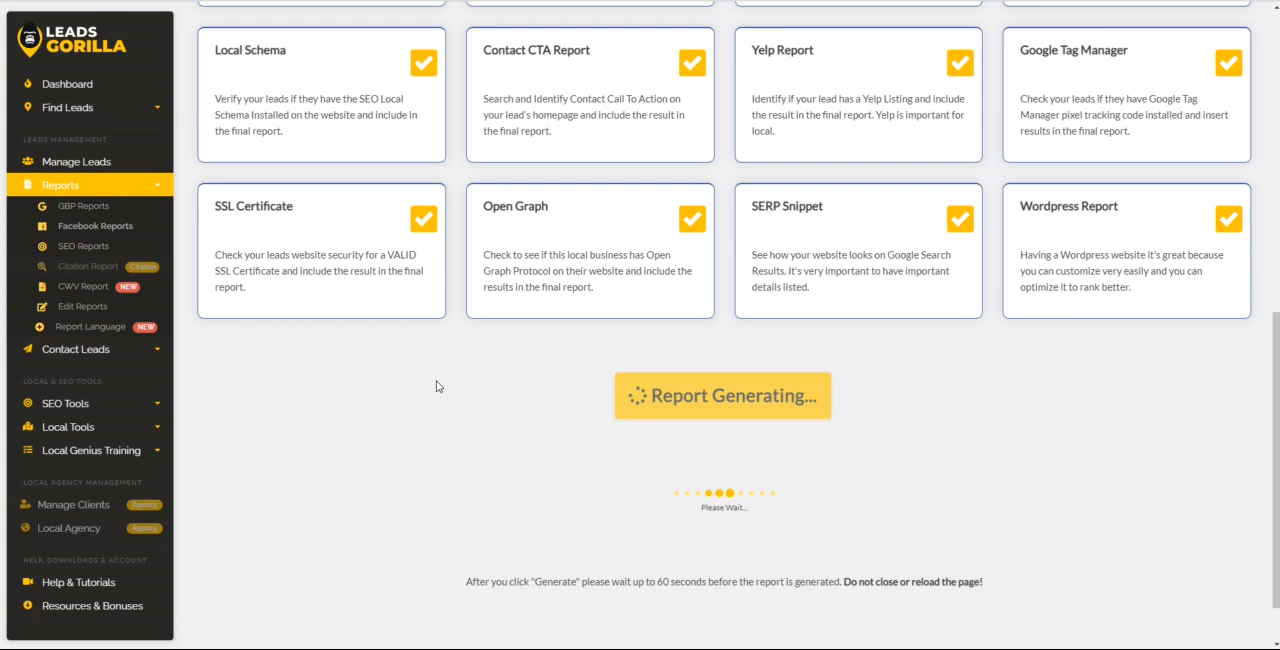 LEADS
GORILLA
Dashboard
Find Leads
LEADS MANAGEMENT
Manage Leads
Reports
GBP Reports
Facebook Reports
SEO Reports
Citation Report Citation
CWV Report NEW
Edit Reports
Report Language NEW
Contact Leads
LOCAL & SEO TOOLS
SEO Tools
Local Tools
Local Genius Training
LOCAL AGENCY MANAGEMENT
Manage Clients Agency
Local Agency Agency
HELP, DOWNLOADS & ACCOUNT
Help & Tutorials
Resources & Bonuses
Local Schema
Verify your leads if they have the SEO Local
Schema Installed on the website and include in
the final report.
Contact CTA Report
Search and Identify Contact Call To Action on
your lead's homepage and include the result in
the final report.
Yelp Report
Identify if your lead has a Yelp Listing and include
the result in the final report. Yelp is important for
local.
Google Tag Manager
Check your leads if they have Google Tag
Manager pixel tracking code installed and insert
results in the final report.
SSL Certificate
Check your leads website security for a VALID
SSL Certificate and include the result in the final
report.
Open Graph
Check to see if this local business has Open
Graph Protocol on their website and include the
results in the final report.
SERP Snippet
See how your website looks on Google Search
Results. It's very important to have important
details listed.
Wordpress Report
Having a Wordpress website it's great because
you can customize very easily and you can
optimize it to rank better.
Report Generating...
Please Wait...
After you click "Generate" please wait up to 60 seconds before the report is generated. Do not close or reload the page!